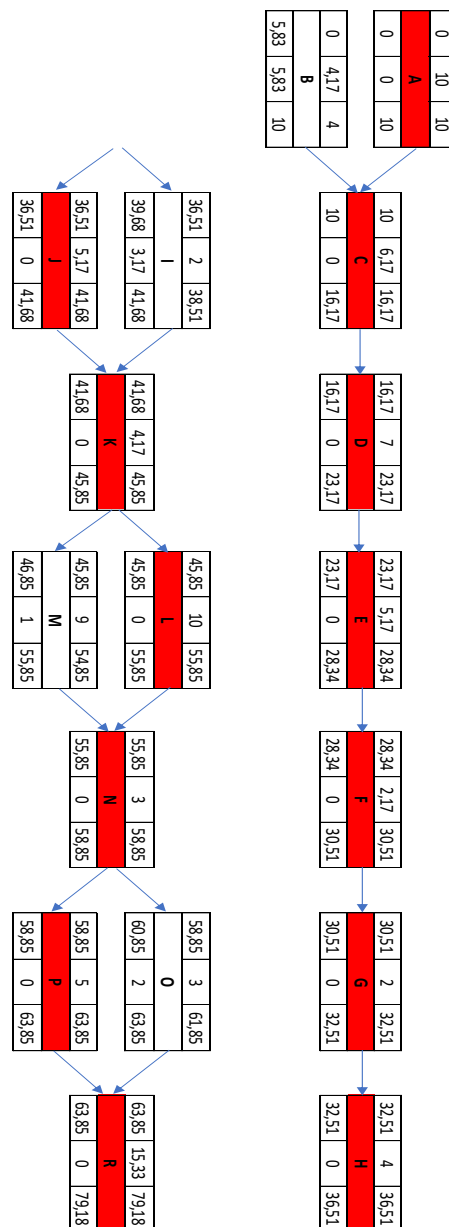 0 10 10
A
0 0 10
0 4,17 4
B
5,83 5,83 10
10 6,17 16,17
C
10 0 16,17
16,17 7 23,17
D
16,17 0 23,17
23,17 5,17 28,34
E
23,17 0 28,34
28,34 2,17 30,51
F
28,34 0 30,51
30,51 2 32,51
G
30,51 0 32,51
32,51 4 36,51
H
32,51 0 36,51
36,51 2 38,51
I
39,68 3,17 41,68
36,51 5,17 41,68
J
36,51 0 41,68
41,68 4,17 45,85
K
41,68 0 45,85
45,85 10 55,85
L
45,85 0 55,85
45,85 9 54,85
M
46,85 1 55,85
55,85 3 58,85
N
55,85 0 58,85
58,85 3 61,85
O
60,85 2 63,85
58,85 5 63,85
P
58,85 0 63,85
63,85 15,33 79,18
R
63,85 0 79,18